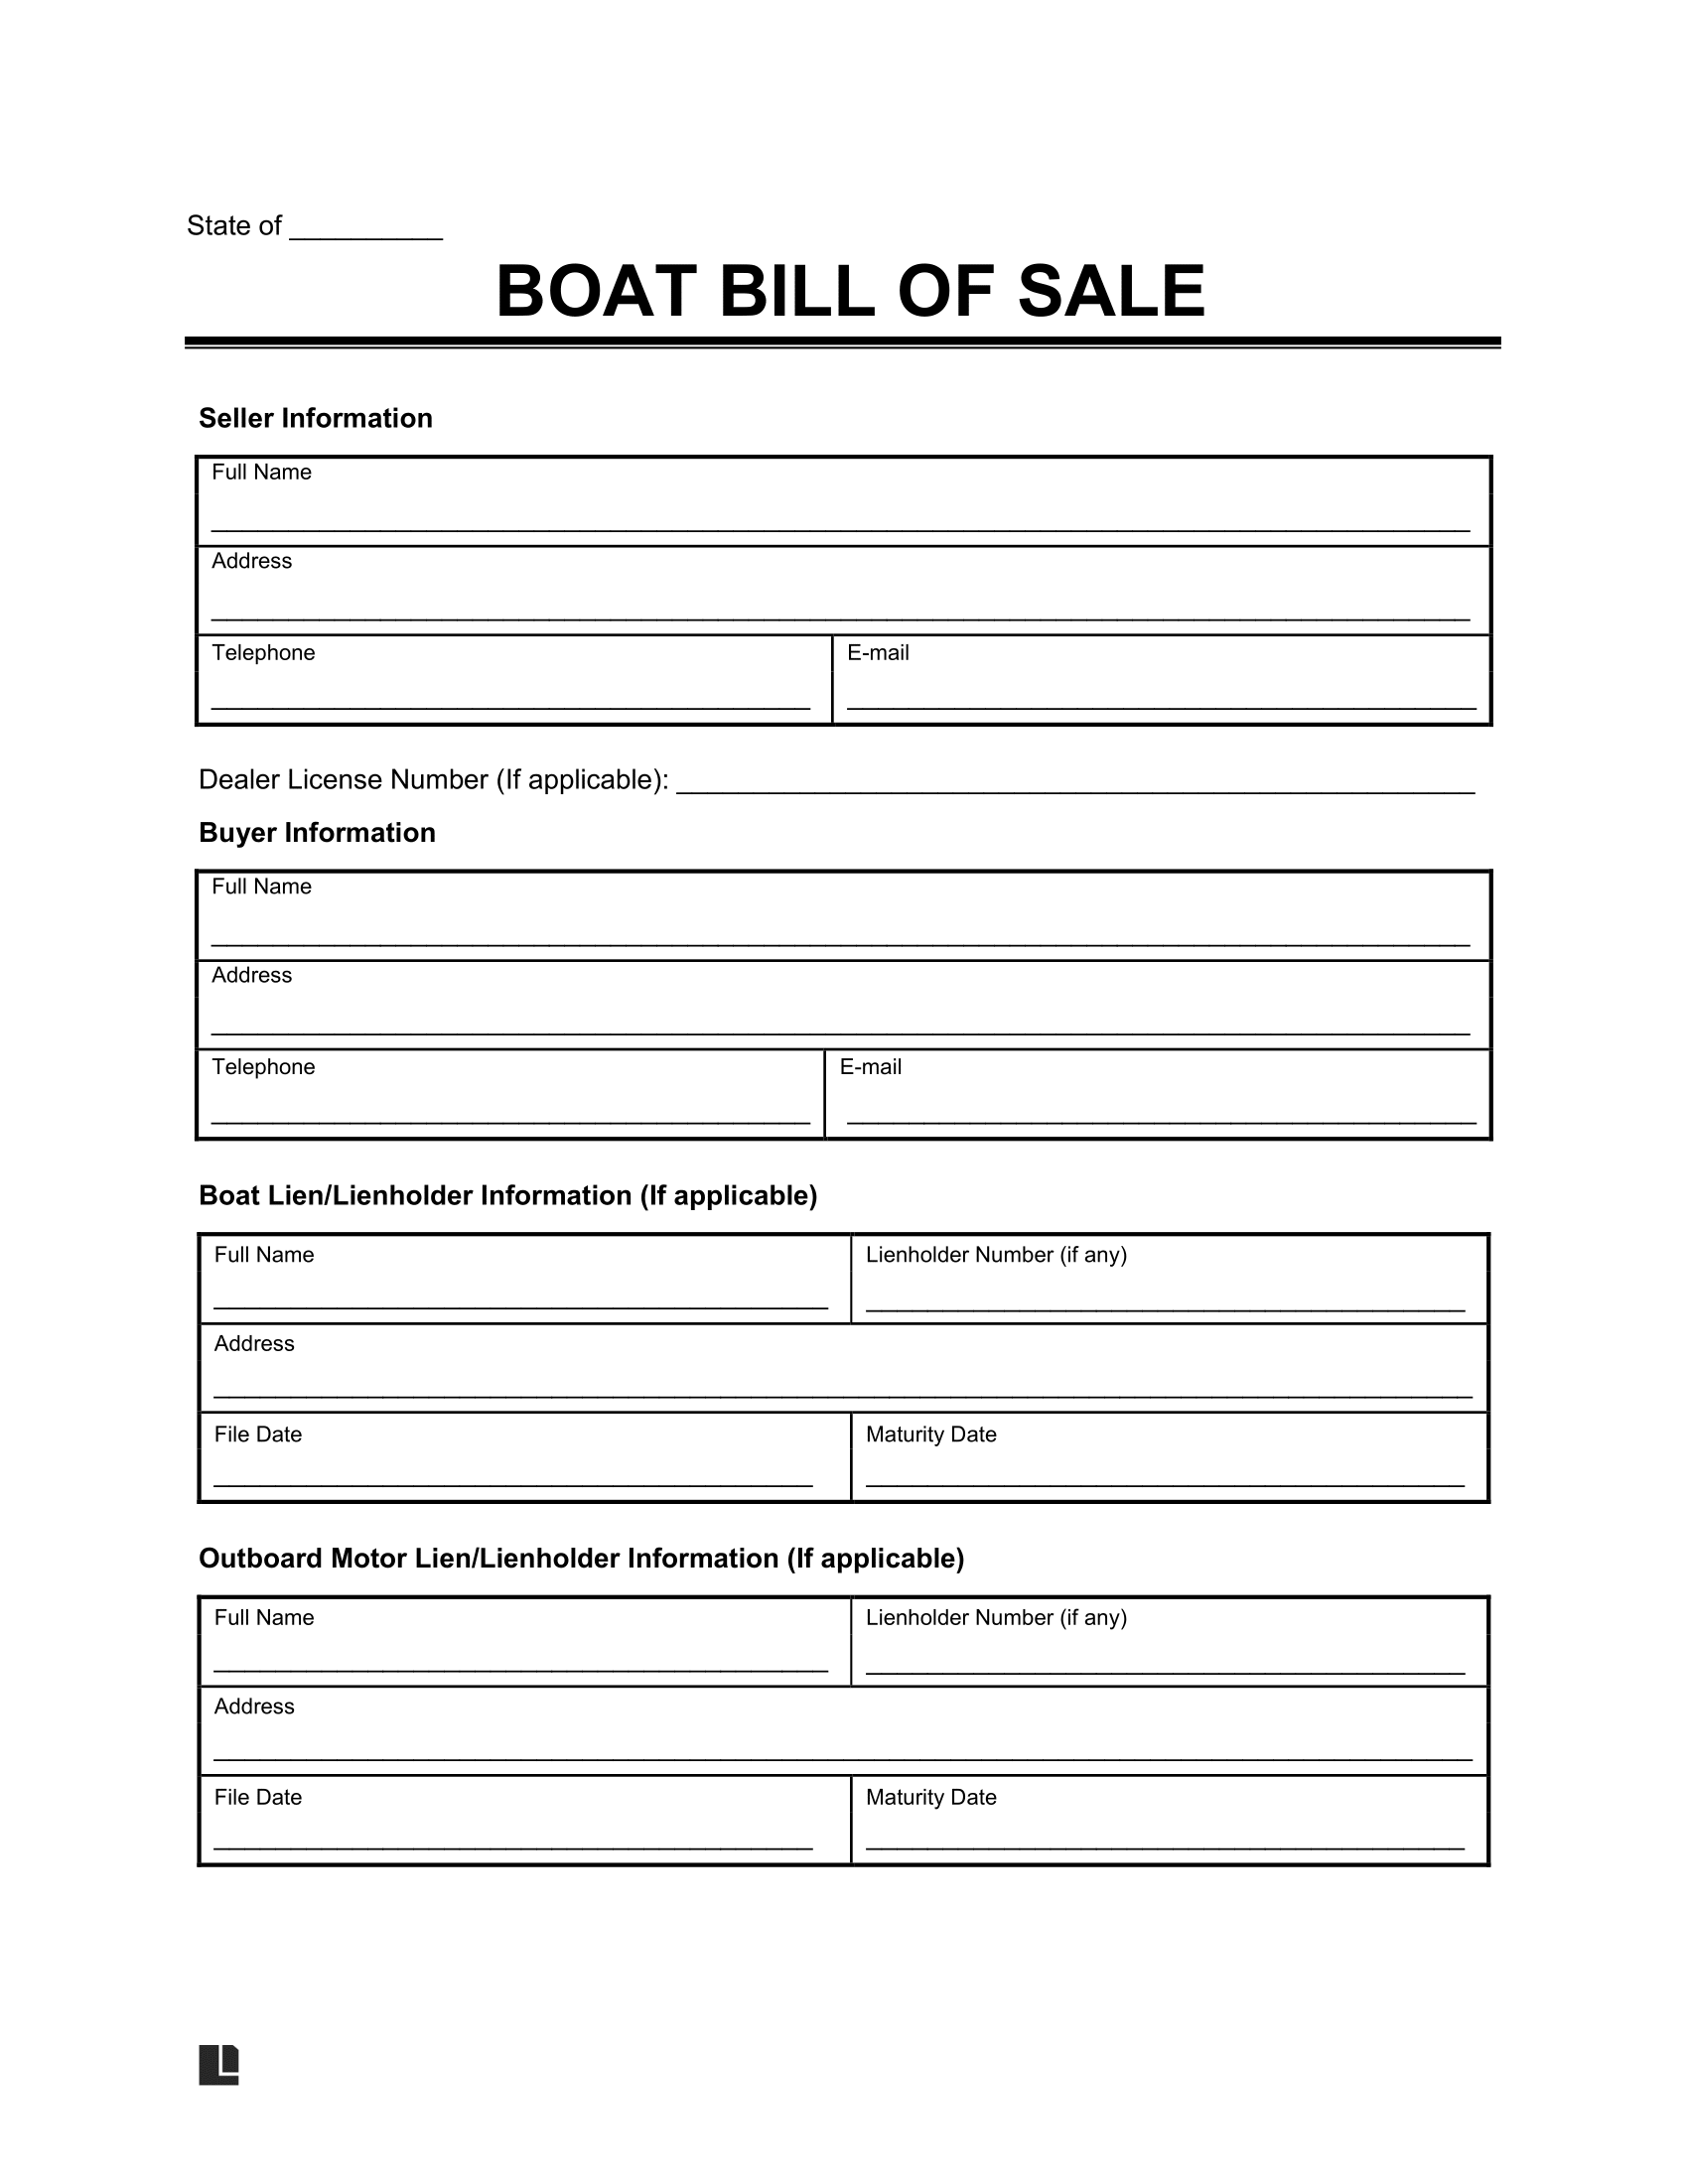 State of __________
BOAT BILL OF SALE
Seller Information
Full Name
Address
Telephone E-mail
Dealer License Number (If applicable): ____________________________________________________
Buyer Information
Full Name
Address
Telephone E-mail
Boat Lien/Lienholder Information (If applicable)
Full Name Lienholder Number (if any)
Address
File Date Maturity Date
Outboard Motor Lien/Lienholder Information (If applicable)
Full Name Lienholder Number (if any)
Address
File Date Maturity Date